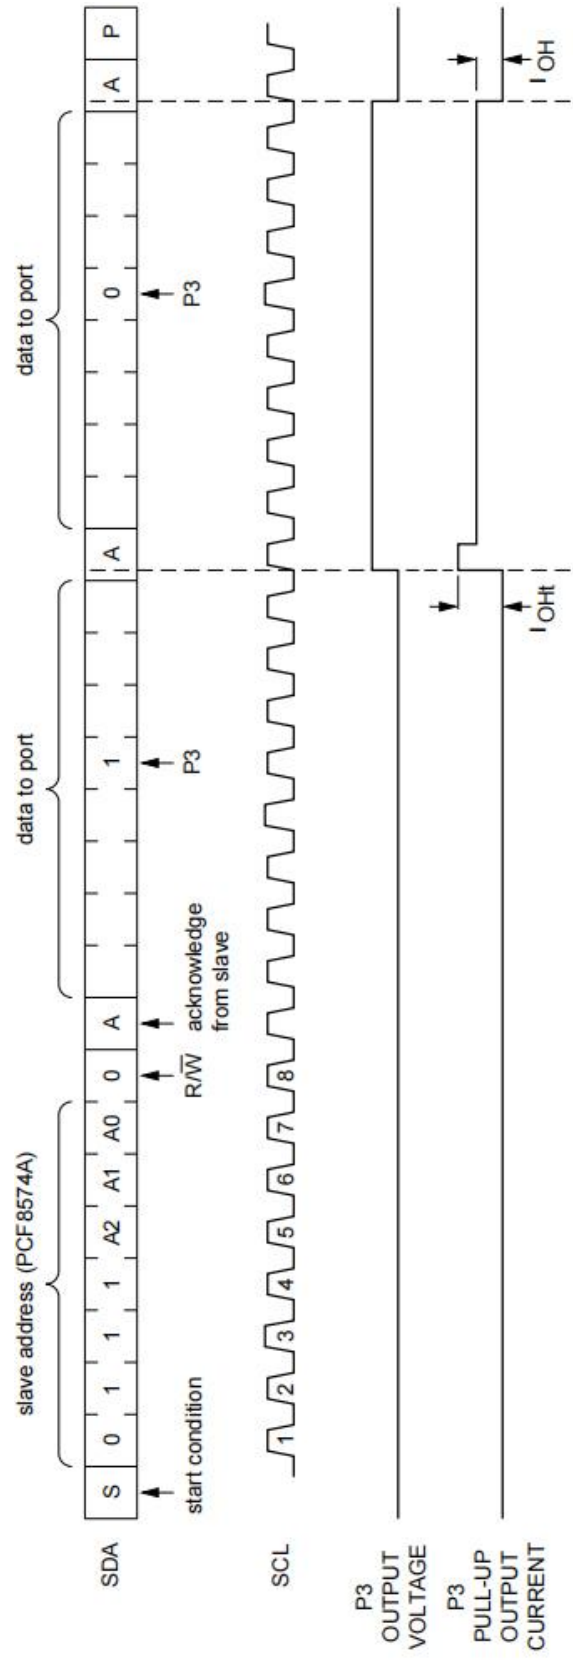 slave address (PCF8574A)
data to port
data to port
SDA
S 0 1 1 1 A2 A1 A0 0 A 1 A 0 A P
start condition
R/W̅
acknowledge
from slave
P3
P3
SCL
1 2 3 4 5 6 7 8
P3
OUTPUT
VOLTAGE
P3
PULL-UP
OUTPUT
CURRENT
IOHt
IOH